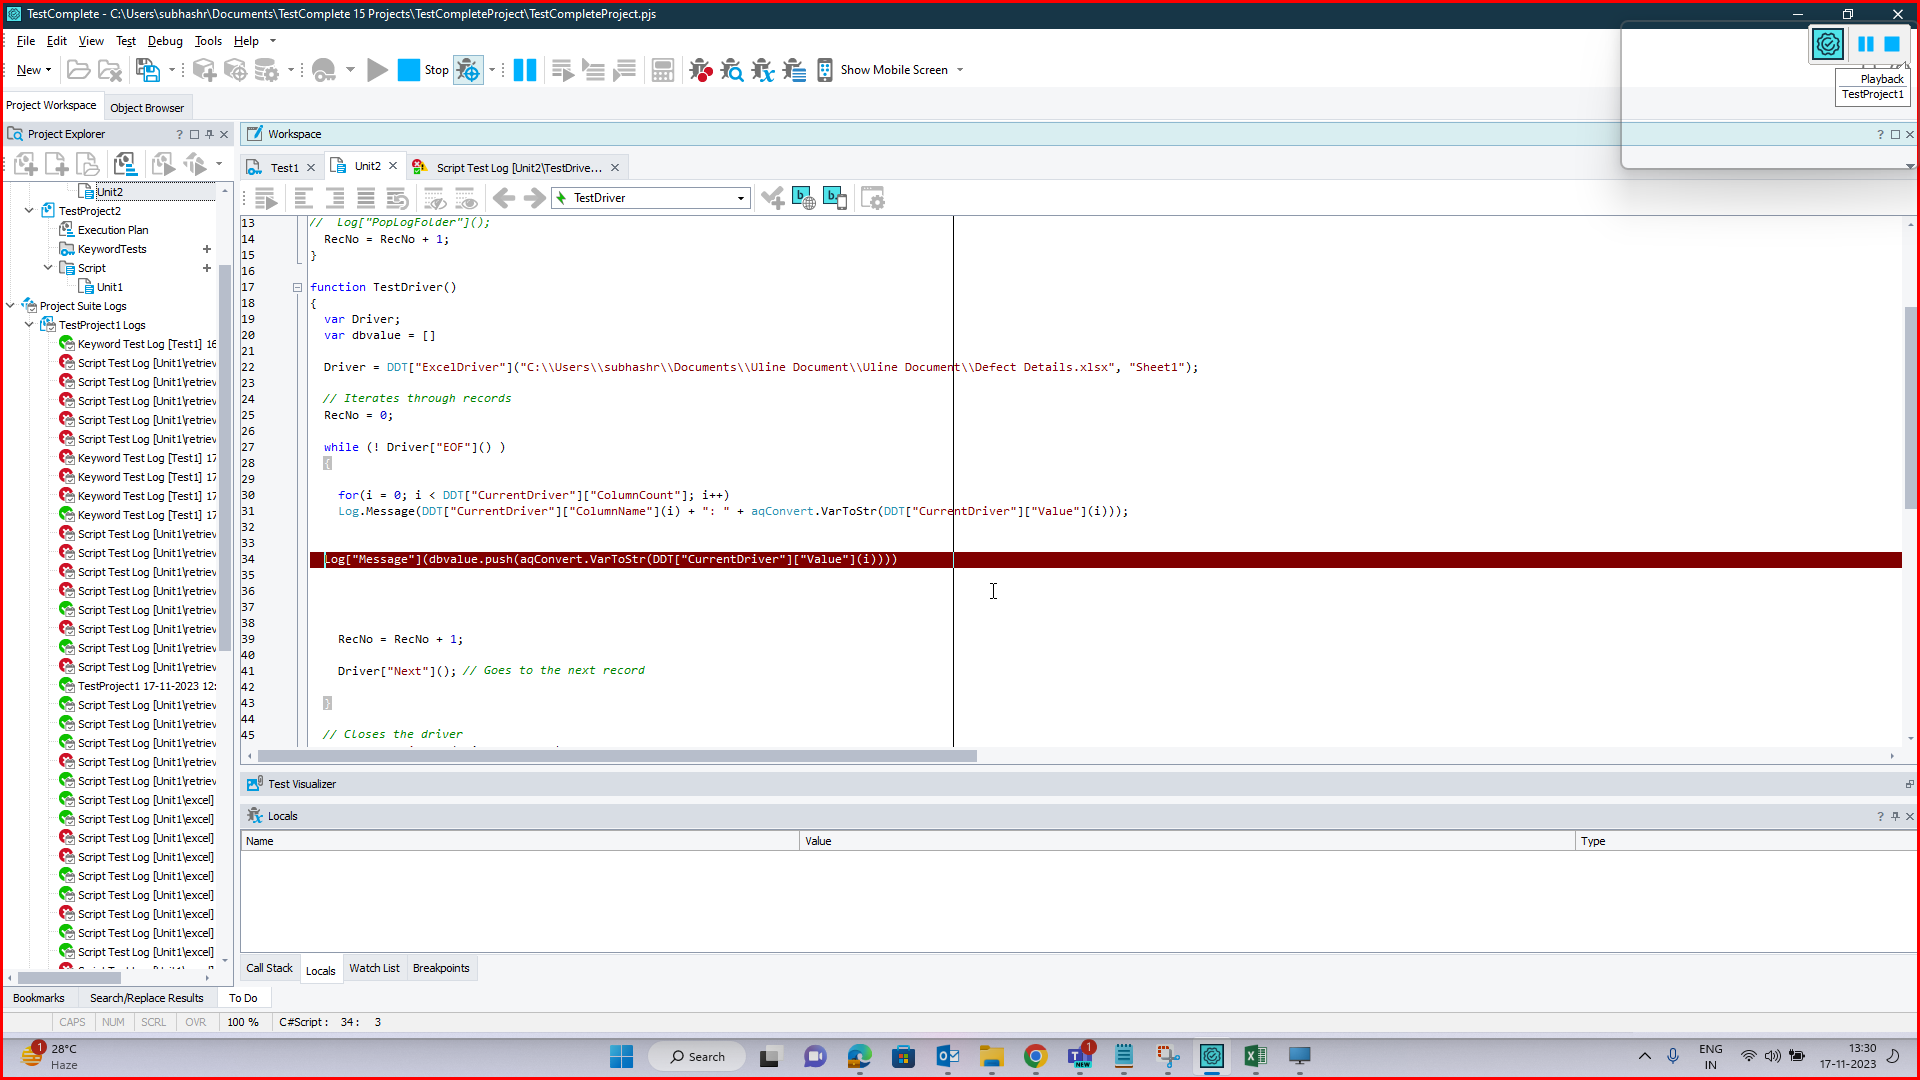 TestComplete - C:\Users\subhashr\Documents\TestComplete 15 Projects\TestCompleteProject\TestCompleteProject.pjs
File Edit View Test Debug Tools Help
New Stop Show Mobile Screen
Playback
TestProject1
Project Workspace Object Browser
Project Explorer
Workspace
Test1 Unit2 Script Test Log [Unit2\TestDrive...
TestDriver
Unit2
TestProject2
Execution Plan
KeywordTests
Script
Unit1
Project Suite Logs
TestProject1 Logs
Keyword Test Log [Test1] 16
Script Test Log [Unit1\retriev
Script Test Log [Unit1\retriev
Script Test Log [Unit1\retriev
Script Test Log [Unit1\retriev
Script Test Log [Unit1\retriev
Keyword Test Log [Test1] 17
Keyword Test Log [Test1] 17
Keyword Test Log [Test1] 17
Keyword Test Log [Test1] 17
Script Test Log [Unit1\retriev
Script Test Log [Unit1\retriev
Script Test Log [Unit1\retriev
Script Test Log [Unit1\retriev
Script Test Log [Unit1\retriev
Script Test Log [Unit1\retriev
Script Test Log [Unit1\retriev
Script Test Log [Unit1\retriev
TestProject1 17-11-2023 12:
Script Test Log [Unit1\retriev
Script Test Log [Unit1\retriev
Script Test Log [Unit1\retriev
Script Test Log [Unit1\retriev
Script Test Log [Unit1\retriev
Script Test Log [Unit1\excel]
Script Test Log [Unit1\excel]
Script Test Log [Unit1\excel]
Script Test Log [Unit1\excel]
Script Test Log [Unit1\excel]
Script Test Log [Unit1\excel]
Script Test Log [Unit1\excel]
Script Test Log [Unit1\excel]
Script Test Log [Unit1\excel]
13 // Log["PopLogFolder"]();
14 RecNo = RecNo + 1;
15 }
16
17 function TestDriver()
18 {
19 var Driver;
20 var dbvalue = []
21
22 Driver = DDT["ExcelDriver"]("C:\\Users\\subhashr\\Documents\\Uline Document\\Uline Document\\Defect Details.xlsx", "Sheet1");
23
24 // Iterates through records
25 RecNo = 0;
26
27 while (! Driver["EOF"]() )
28 {
29
30 for(i = 0; i < DDT["CurrentDriver"]["ColumnCount"]; i++)
31 Log.Message(DDT["CurrentDriver"]["ColumnName"](i) + ": " + aqConvert.VarToStr(DDT["CurrentDriver"]["Value"](i)));
32
33
34 Log["Message"](dbvalue.push(aqConvert.VarToStr(DDT["CurrentDriver"]["Value"](i))))
35
36
37
38
39 RecNo = RecNo + 1;
40
41 Driver["Next"](); // Goes to the next record
42
43 }
44
45 // Closes the driver
Test Visualizer
Locals
Name Value Type
Call Stack Locals Watch List Breakpoints
Bookmarks Search/Replace Results To Do
CAPS NUM SCRL OVR 100 % C#Script : 34 : 3
1 28°C
Haze
Search
1
NEW
ENG
IN
13:30
17-11-2023